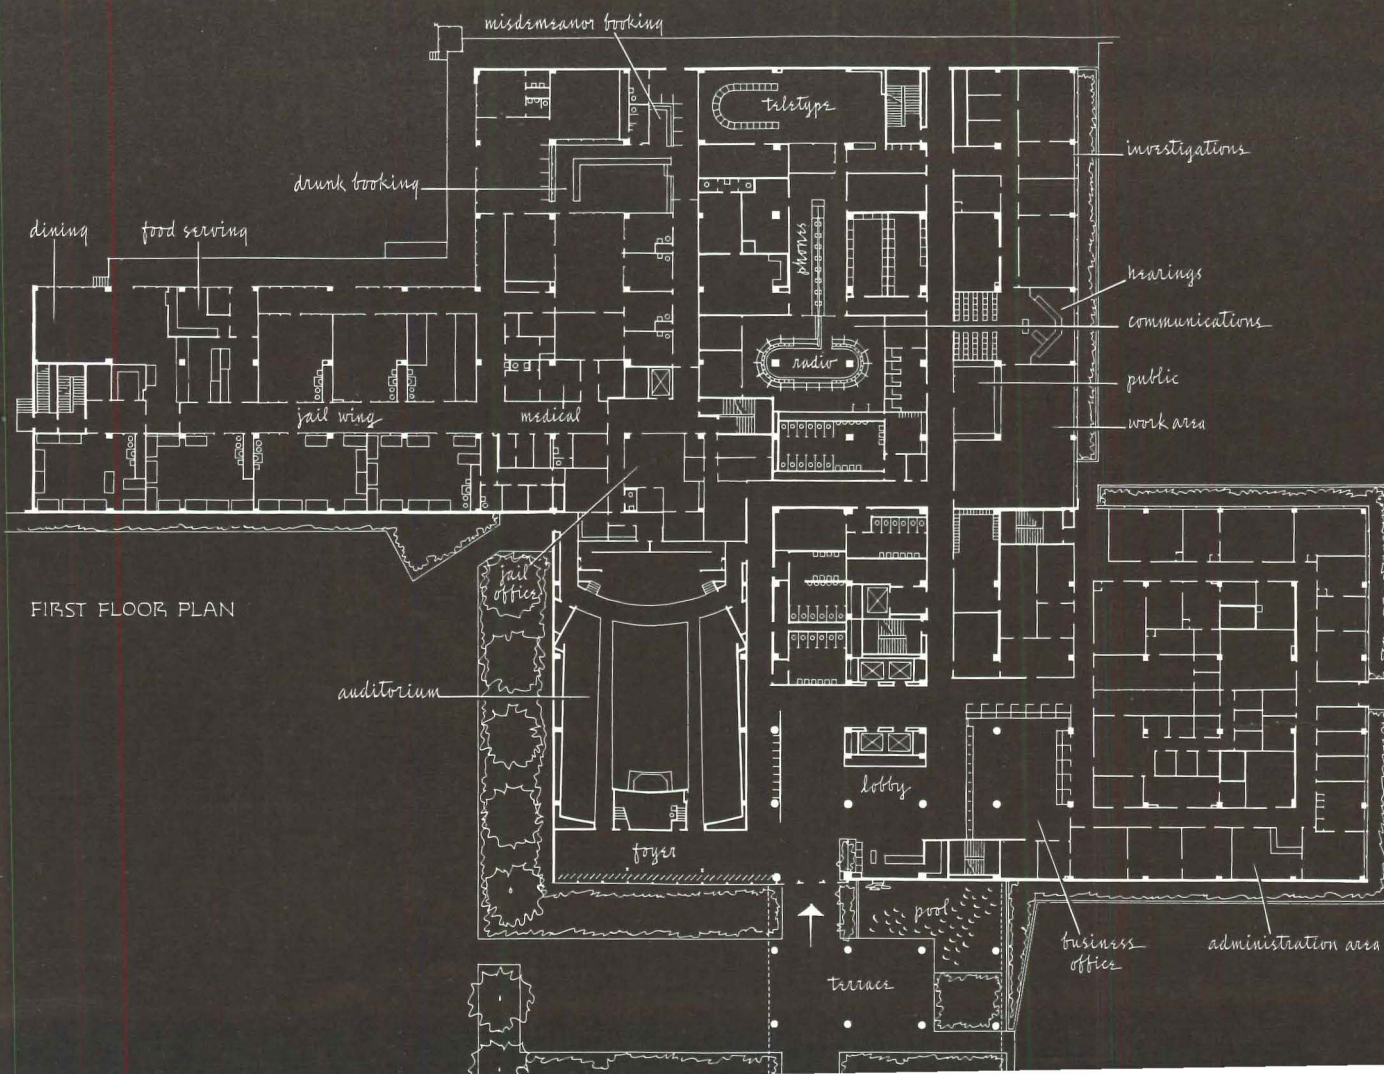 misdemeanor booking
teletype
investigations
drunk booking
dining
food serving
phones
hearings
communications
radio
public
jail wing
medical
work area
jail
office
FIRST FLOOR PLAN
auditorium
lobby
foyer
pool
business
office
administration area
terrace